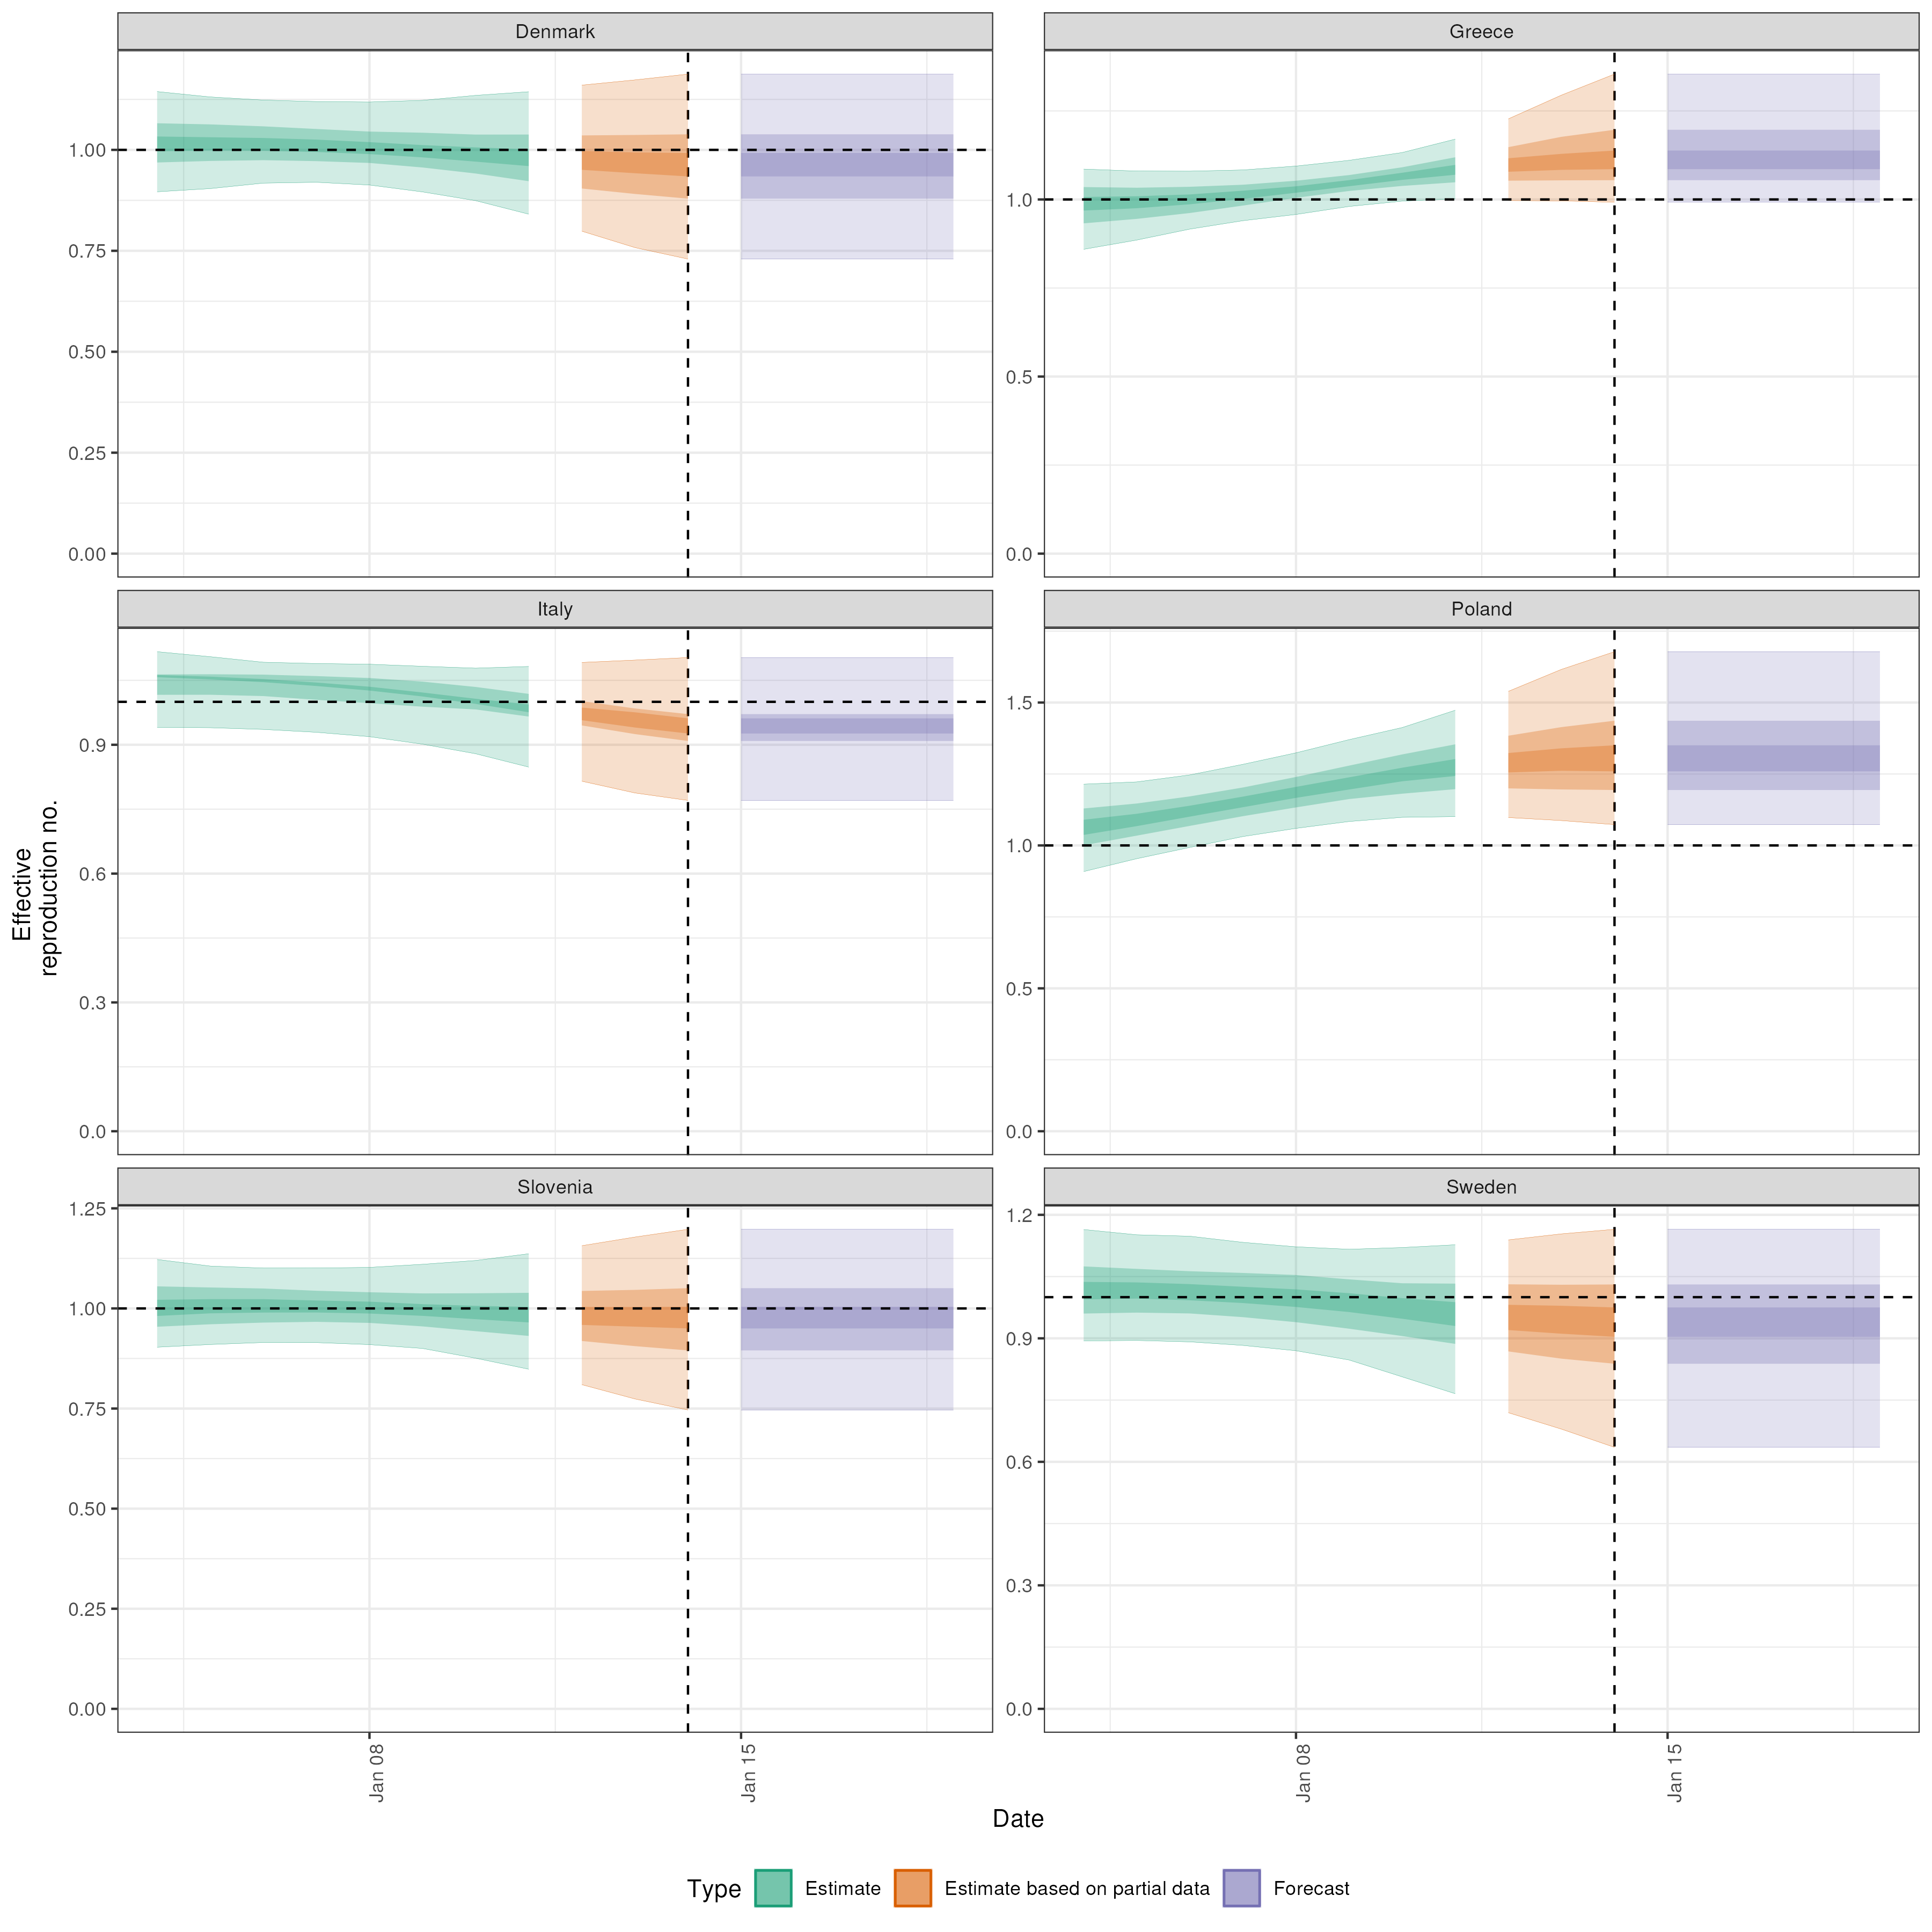 Denmark
Greece
1.00
0.75
0.50
0.25
0.00
1.0
0.5
0.0
Italy
Poland
0.9
0.6
0.3
0.0
1.5
1.0
0.5
0.0
Effective
reproduction no.
Slovenia
Sweden
1.25
1.00
0.75
0.50
0.25
0.00
1.2
0.9
0.6
0.3
0.0
Jan 08
Jan 15
Jan 08
Jan 15
Date
Type Estimate Estimate based on partial data Forecast